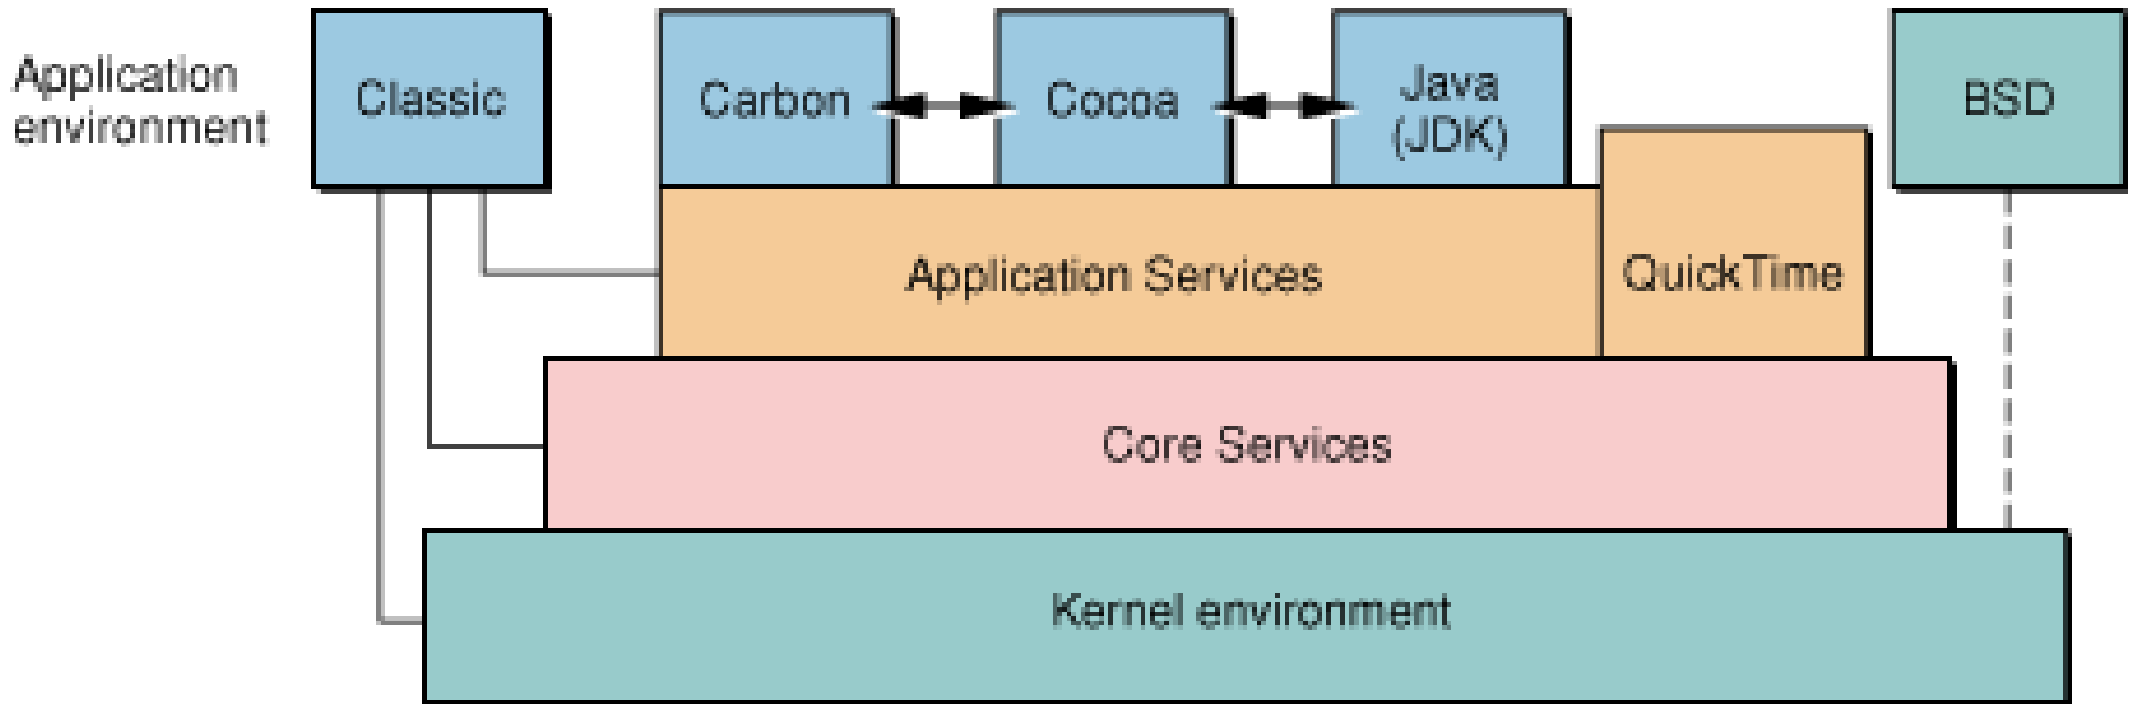 Application
environment
Classic
Carbon
Cocoa
Java
(JDK)
BSD
Application Services
QuickTime
Core Services
Kernel environment